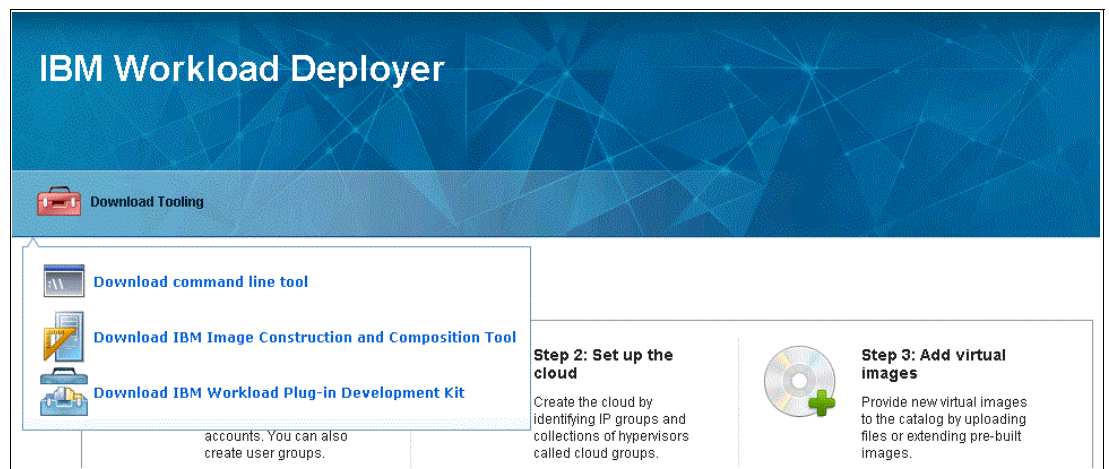 IBM Workload Deployer
Download Tooling
:\\
Download command line tool
Download IBM Image Construction and Composition Tool
Download IBM Workload Plug-in Development Kit
accounts. You can also
create user groups.
Step 2: Set up the
cloud
Create the cloud by
identifying IP groups and
collections of hypervisors
called cloud groups.
Step 3: Add virtual
images
Provide new virtual images
to the catalog by uploading
files or extending pre-built
images.